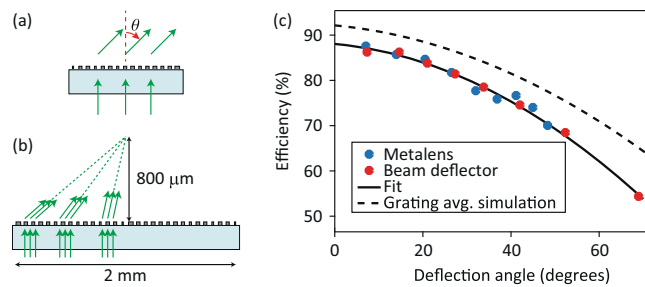 (a)
θ
(b)
800 μm
2 mm
(c)
Efficiency (%)
90
80
70
60
50
Metalens
Beam deflector
Fit
Grating avg. simulation
0
20
40
60
Deflection angle (degrees)